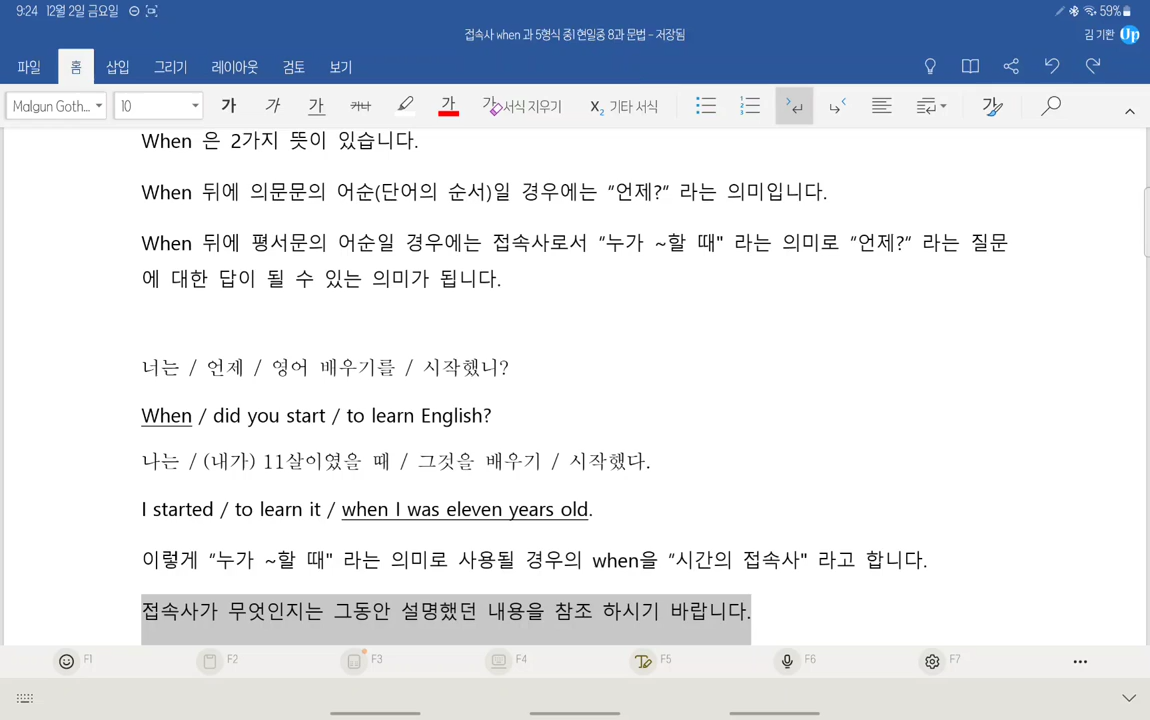 9:24 12월 2일 금요일
59%
접속사 when 과 5형식 중1 현일중 8과 문법 - 저장됨
김 기환 Up
파일 홈 삽입 그리기 레이아웃 검토 보기
Malgun Goth... 10 가 가 가 가나 가 가 서식 지우기 X₂ 기타 서식 가
When 은 2가지 뜻이 있습니다.
When 뒤에 의문문의 어순(단어의 순서)일 경우에는 “언제?“ 라는 의미입니다.
When 뒤에 평서문의 어순일 경우에는 접속사로서 “누가 ~할 때" 라는 의미로 “언제?“ 라는 질문
에 대한 답이 될 수 있는 의미가 됩니다.
너는 / 언제 / 영어 배우기를 / 시작했니?
When / did you start / to learn English?
나는 / (내가) 11살이였을 때 / 그것을 배우기 / 시작했다.
I started / to learn it / when I was eleven years old.
이렇게 “누가 ~할 때" 라는 의미로 사용될 경우의 when을 “시간의 접속사" 라고 합니다.
접속사가 무엇인지는 그동안 설명했던 내용을 참조 하시기 바랍니다.
F1 F2 F3 F4 F5 F6 F7